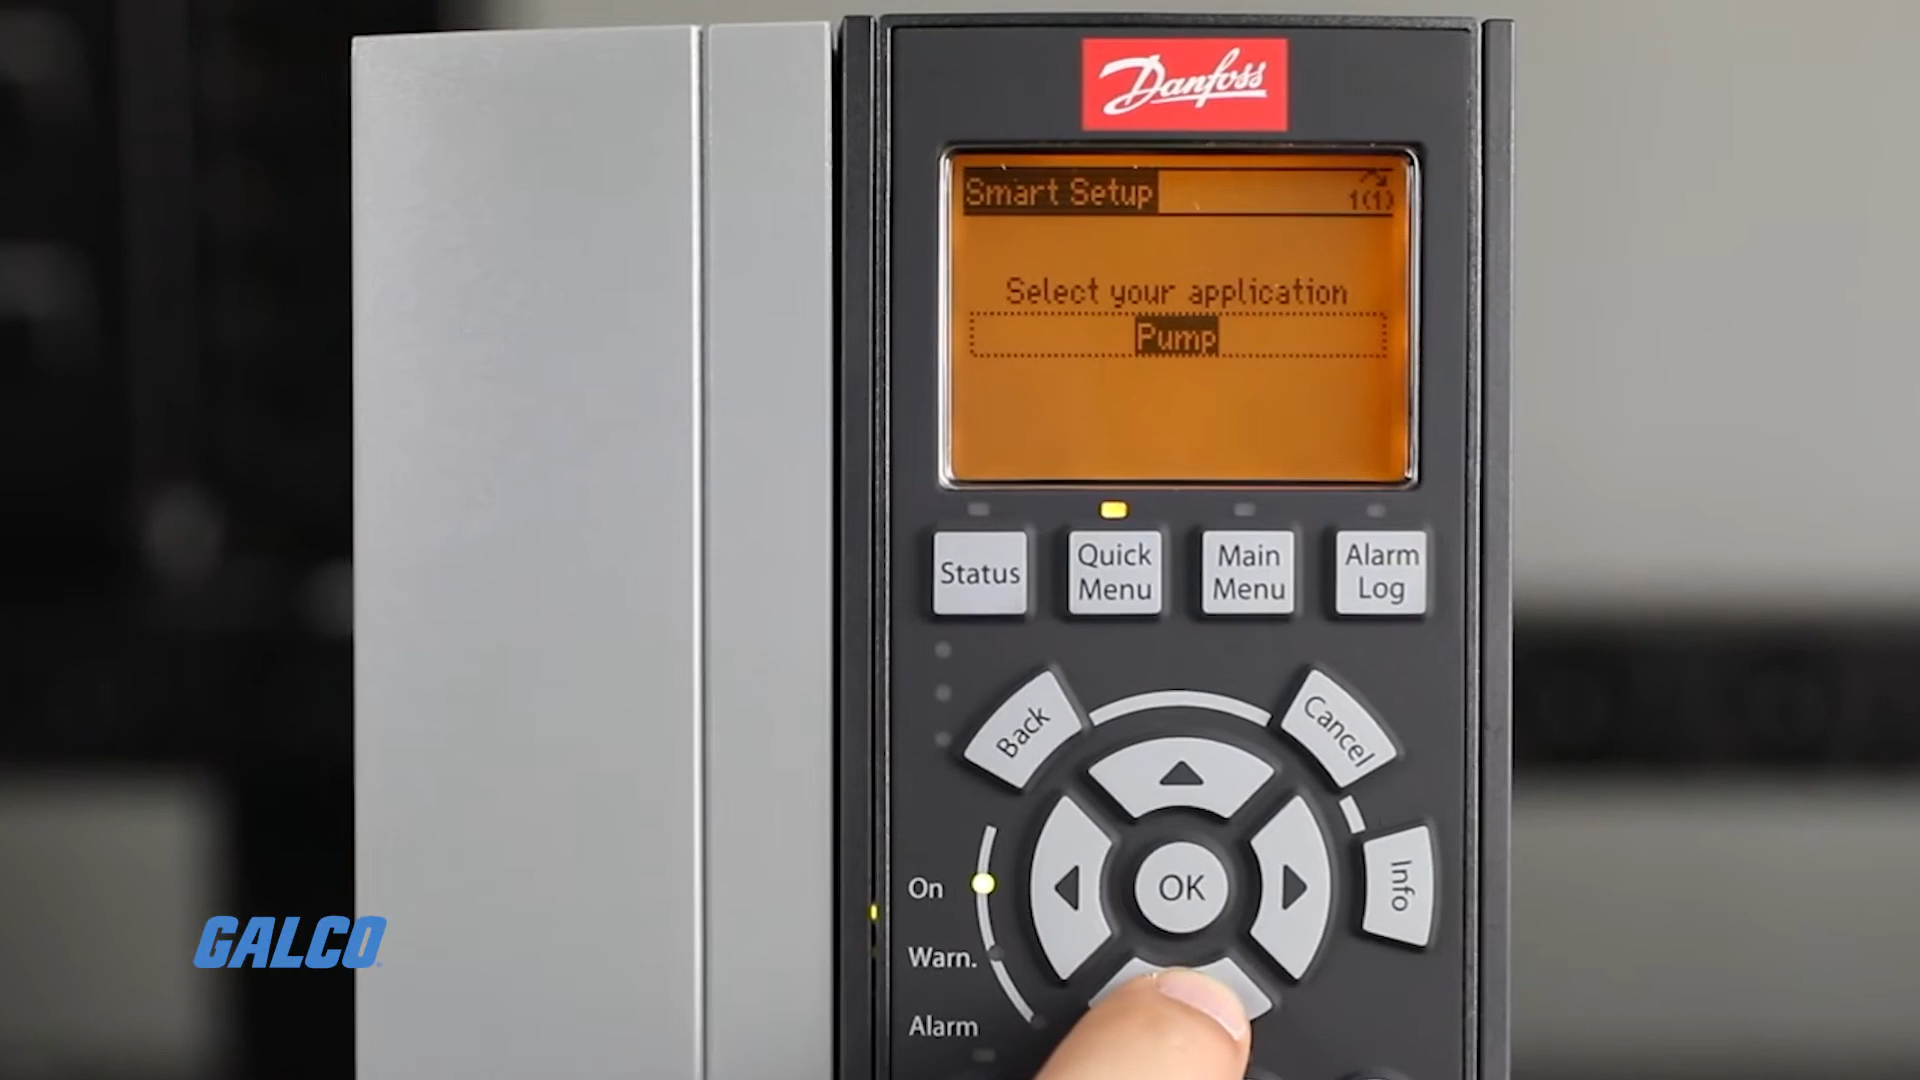 Danfoss
Smart Setup
1(1)
Select your application
Pump
Status
Quick
Menu
Main
Menu
Alarm
Log
Back
Cancel
Info
OK
On
Warn.
Alarm
GALCO